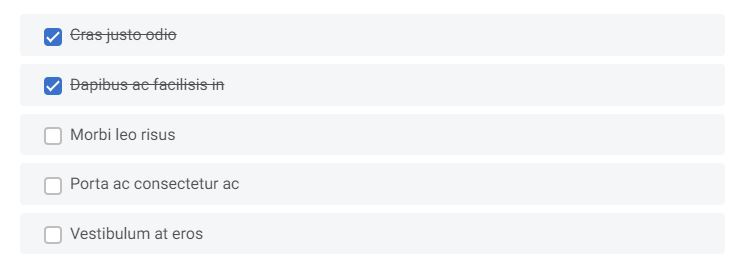 Cras justo odio
Dapibus ac facilisis in
Morbi leo risus
Porta ac consectetur ac
Vestibulum at eros